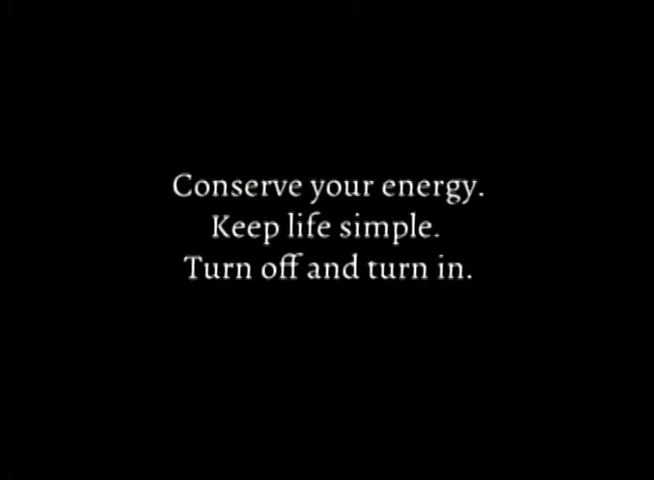 Conserve your energy.
Keep life simple.
Turn off and turn in.